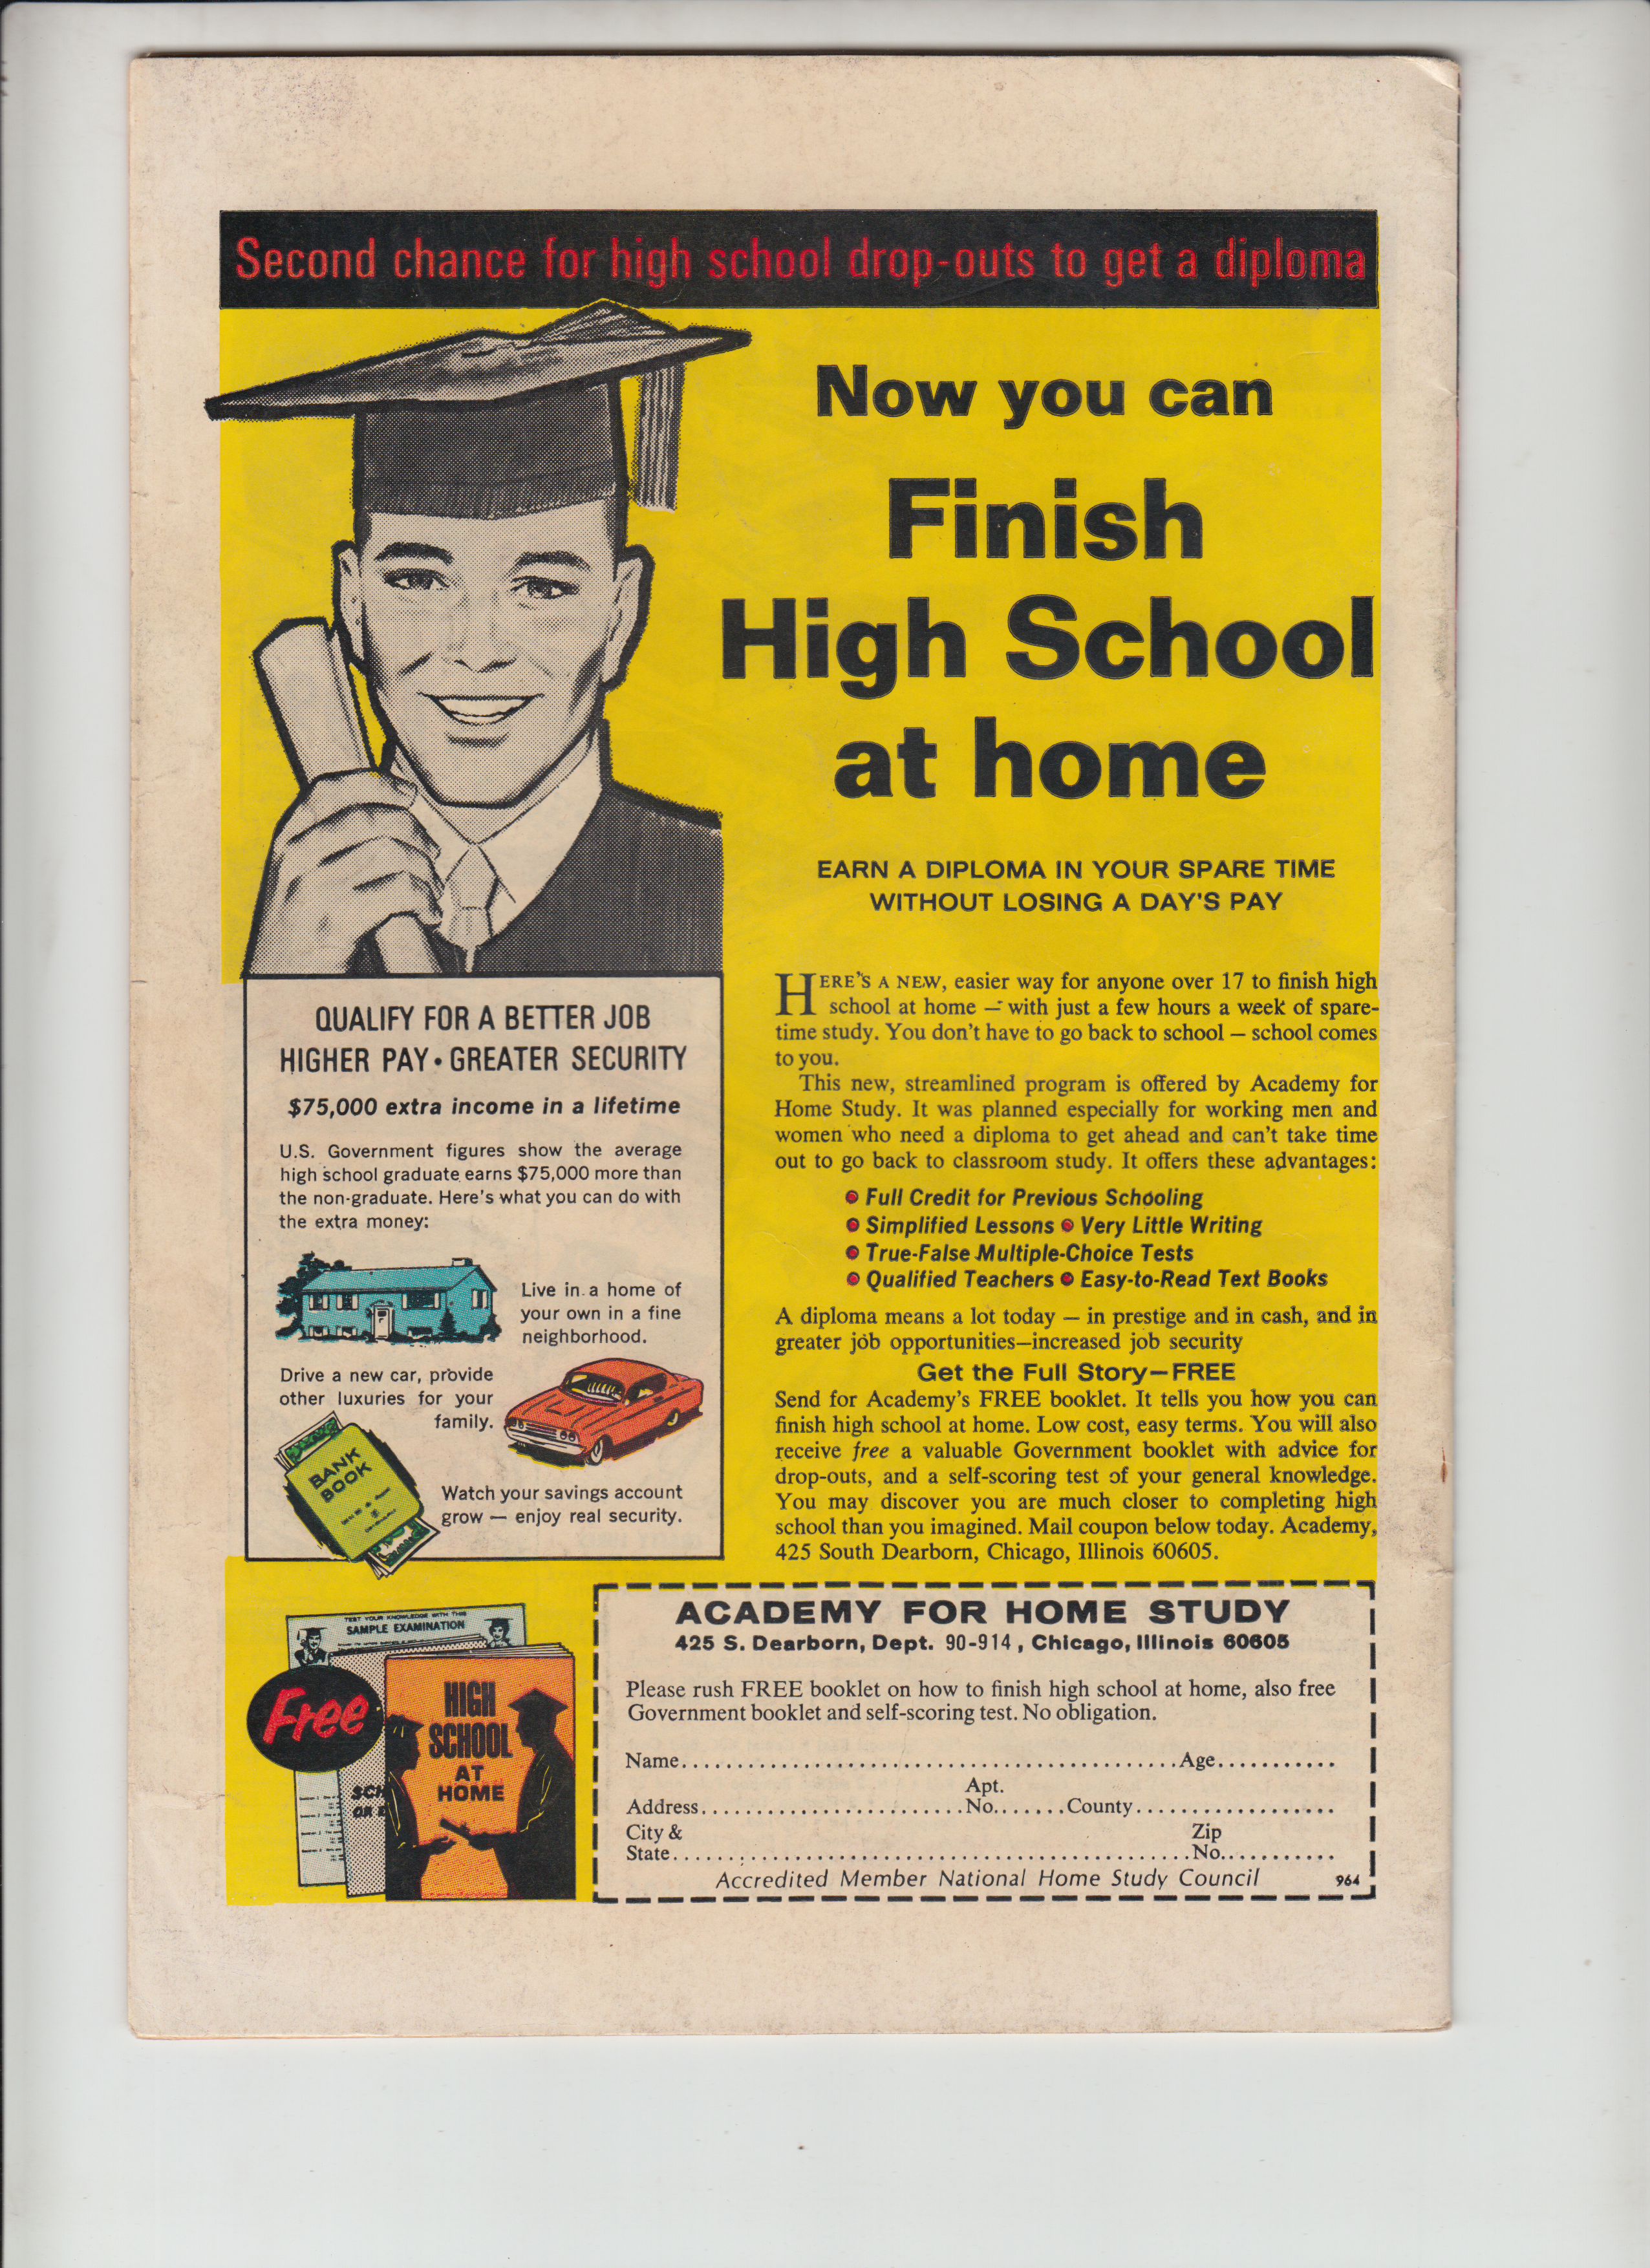 Second chance for high school drop-outs to get a diploma
Now you can
Finish
High School
at home
EARN A DIPLOMA IN YOUR SPARE TIME
WITHOUT LOSING A DAY'S PAY
HERE'S A NEW, easier way for anyone over 17 to finish high
school at home — with just a few hours a week of spare-
time study. You don't have to go back to school — school comes
to you.
This new, streamlined program is offered by Academy for
Home Study. It was planned especially for working men and
women who need a diploma to get ahead and can't take time
out to go back to classroom study. It offers these advantages:
• Full Credit for Previous Schooling
• Simplified Lessons • Very Little Writing
• True-False Multiple-Choice Tests
• Qualified Teachers • Easy-to-Read Text Books
A diploma means a lot today — in prestige and in cash, and in
greater job opportunities—increased job security
Get the Full Story—FREE
Send for Academy's FREE booklet. It tells you how you can
finish high school at home. Low cost, easy terms. You will also
receive free a valuable Government booklet with advice for
drop-outs, and a self-scoring test of your general knowledge.
You may discover you are much closer to completing high
school than you imagined. Mail coupon below today. Academy,
425 South Dearborn, Chicago, Illinois 60605.
QUALIFY FOR A BETTER JOB
HIGHER PAY • GREATER SECURITY
$75,000 extra income in a lifetime
U.S. Government figures show the average
high school graduate earns $75,000 more than
the non-graduate. Here's what you can do with
the extra money:
Live in a home of
your own in a fine
neighborhood.
Drive a new car, provide
other luxuries for your
family.
BANK
BOOK
Watch your savings account
grow — enjoy real security.
TEST YOUR KNOWLEDGE WITH THIS
SAMPLE EXAMINATION
Free
HIGH
SCHOOL
AT
HOME
ACADEMY FOR HOME STUDY
425 S. Dearborn, Dept. 90-914, Chicago, Illinois 60605
Please rush FREE booklet on how to finish high school at home, also free
Government booklet and self-scoring test. No obligation.
Name.....................................................Age.............
Apt.
Address............................No.......County......................
City & Zip
State........................................................No............
Accredited Member National Home Study Council 964